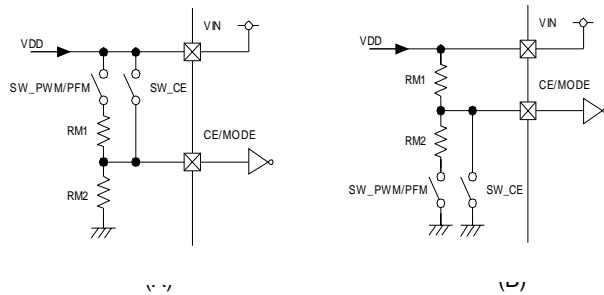 VIN
VDD
SW_PWM/PFM
SW_CE
RM1
CE/MODE
RM2
VIN
VDD
RM1
CE/MODE
RM2
SW_PWM/PFM
SW_CE